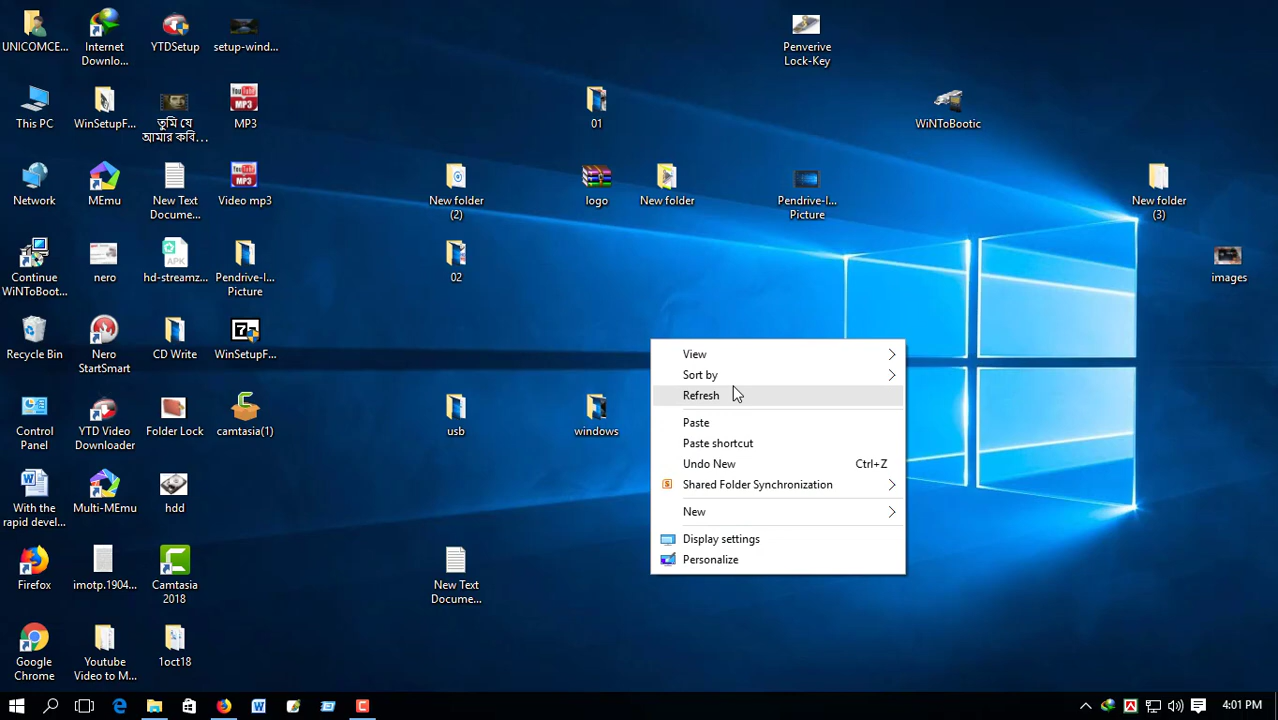 UNICOMCE...
Internet
Downlo...
YTDSetup
setup-wind...
Penverive
Lock-Key
This PC
WinSetupF...
তুমি যে
আমার কবি...
MP3
01
WiNToBootic
Network
MEmu
New Text
Docume...
Video mp3
New folder
(2)
logo
New folder
Pendrive-I...
Picture
New folder
(3)
Continue
WiNToBoot...
nero
hd-streamz...
Pendrive-I...
Picture
02
images
Recycle Bin
Nero
StartSmart
CD Write
WinSetupF...
Control
Panel
YTD Video
Downloader
Folder Lock
camtasia(1)
usb
windows
View
Sort by
Refresh
Paste
Paste shortcut
Undo New Ctrl+Z
Shared Folder Synchronization
New
Display settings
Personalize
With the
rapid devel...
Multi-MEmu
hdd
Firefox
imotp.1904...
Camtasia
2018
New Text
Docume...
Google
Chrome
Youtube
Video to M...
1oct18
4:01 PM